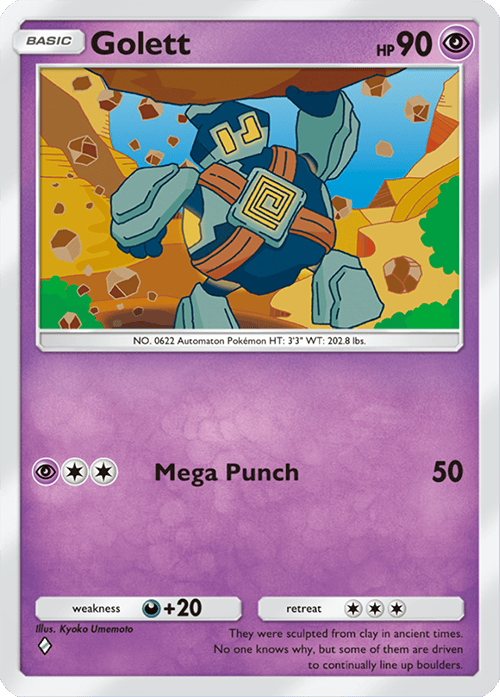 BASIC Golett HP 90
NO. 0622 Automaton Pokémon HT: 3'3" WT: 202.8 lbs.
Mega Punch 50
weakness +20 retreat
Illus. Kyoko Umemoto
They were sculpted from clay in ancient times.
No one knows why, but some of them are driven
to continually line up boulders.